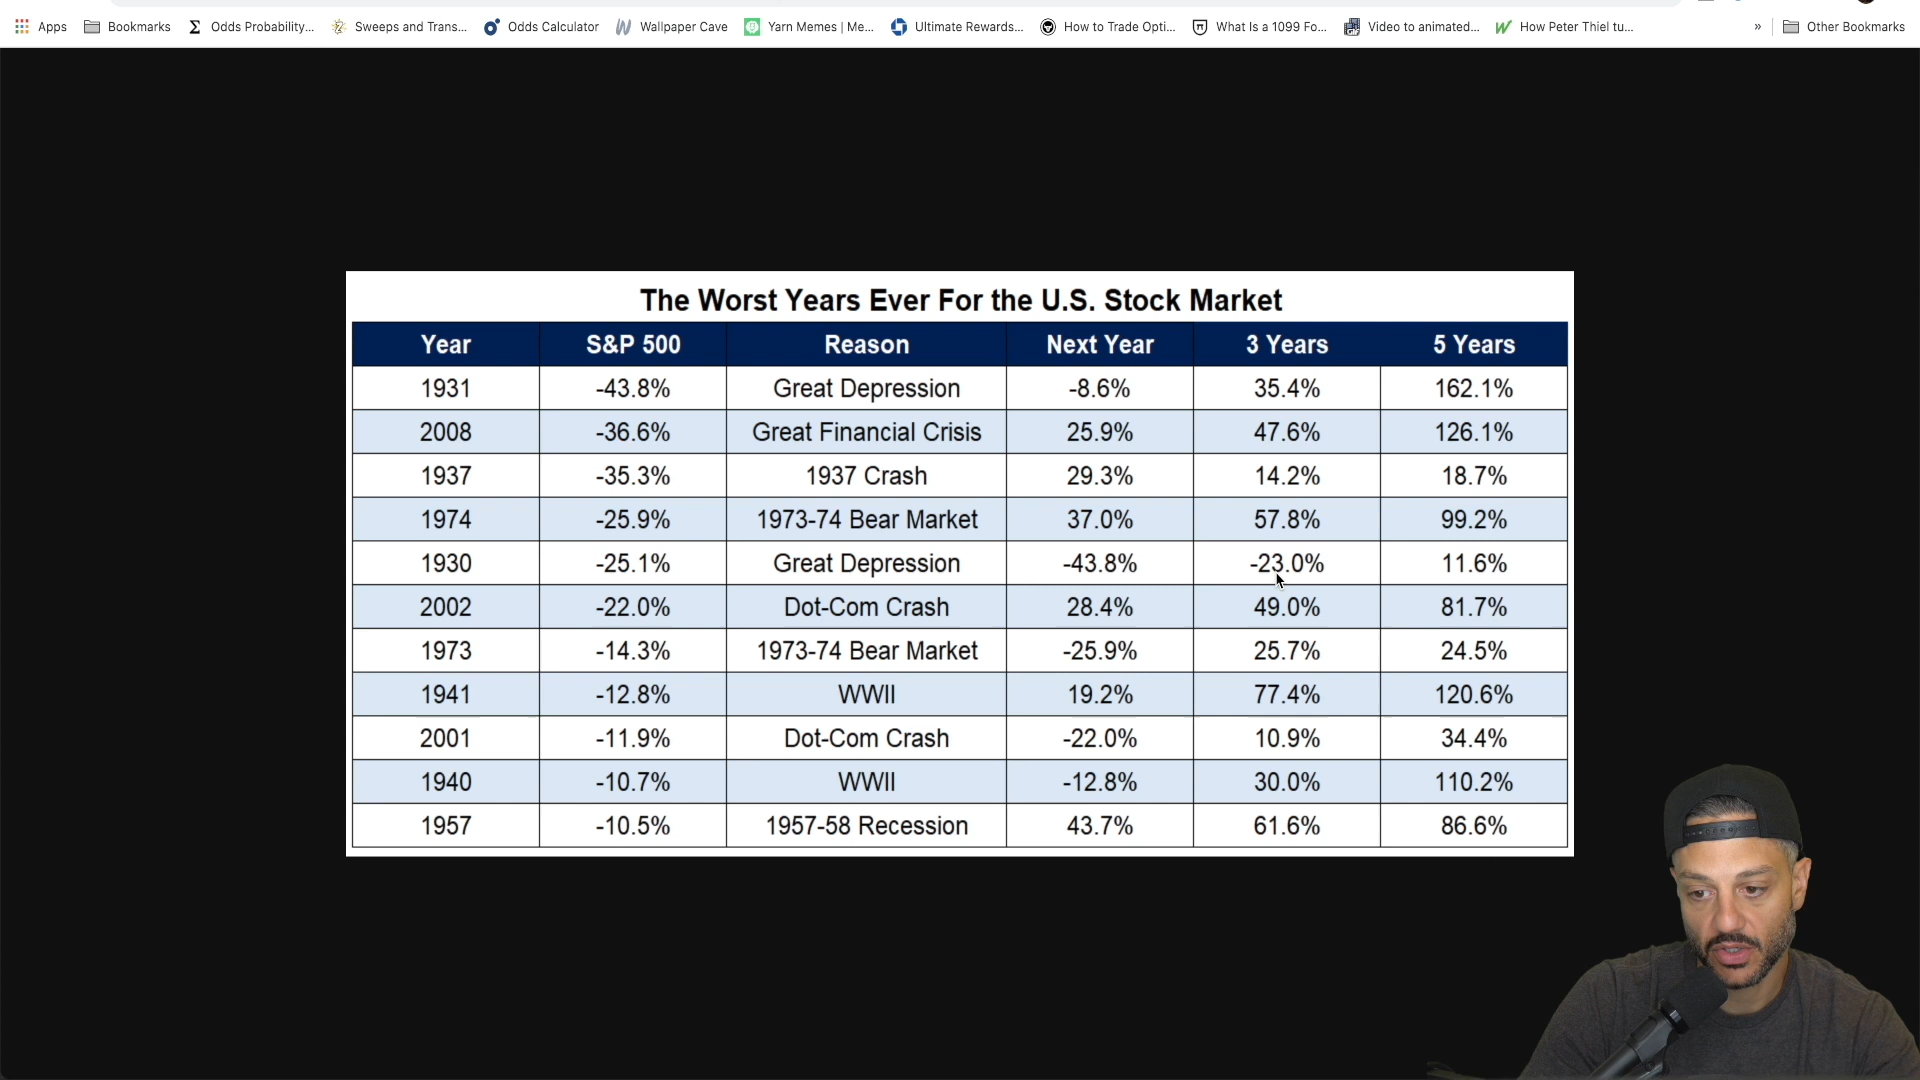 Apps Bookmarks Odds Probability... Sweeps and Trans... Odds Calculator Wallpaper Cave Yarn Memes | Me... Ultimate Rewards... How to Trade Opti... What Is a 1099 Fo... Video to animated... How Peter Thiel tu... » Other Bookmarks
The Worst Years Ever For the U.S. Stock Market
Year S&P 500 Reason Next Year 3 Years 5 Years
1931 -43.8% Great Depression -8.6% 35.4% 162.1%
2008 -36.6% Great Financial Crisis 25.9% 47.6% 126.1%
1937 -35.3% 1937 Crash 29.3% 14.2% 18.7%
1974 -25.9% 1973-74 Bear Market 37.0% 57.8% 99.2%
1930 -25.1% Great Depression -43.8% -23.0% 11.6%
2002 -22.0% Dot-Com Crash 28.4% 49.0% 81.7%
1973 -14.3% 1973-74 Bear Market -25.9% 25.7% 24.5%
1941 -12.8% WWII 19.2% 77.4% 120.6%
2001 -11.9% Dot-Com Crash -22.0% 10.9% 34.4%
1940 -10.7% WWII -12.8% 30.0% 110.2%
1957 -10.5% 1957-58 Recession 43.7% 61.6% 86.6%